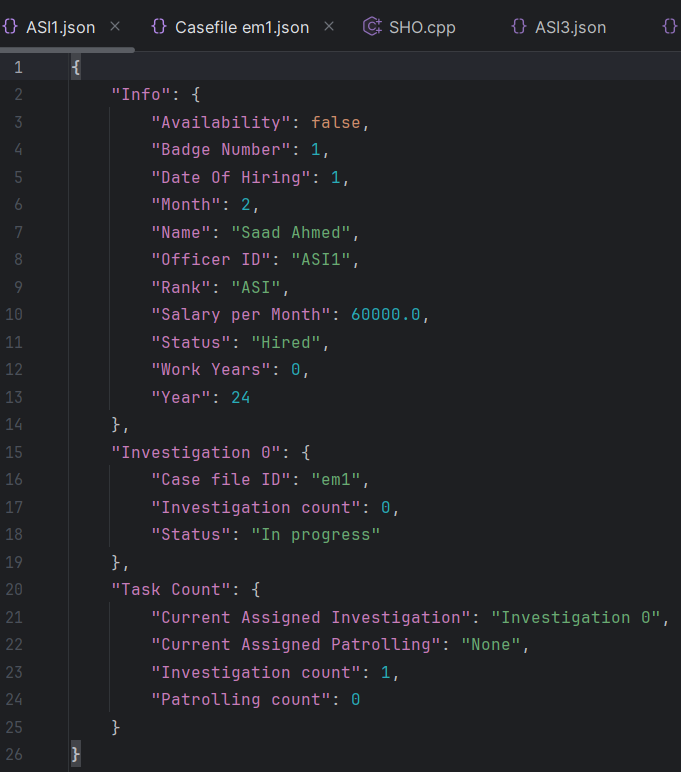 {} ASI1.json × {} Casefile em1.json × SHO.cpp {} ASI3.json {}
1 {
2 "Info": {
3 "Availability": false,
4 "Badge Number": 1,
5 "Date Of Hiring": 1,
6 "Month": 2,
7 "Name": "Saad Ahmed",
8 "Officer ID": "ASI1",
9 "Rank": "ASI",
10 "Salary per Month": 60000.0,
11 "Status": "Hired",
12 "Work Years": 0,
13 "Year": 24
14 },
15 "Investigation 0": {
16 "Case file ID": "em1",
17 "Investigation count": 0,
18 "Status": "In progress"
19 },
20 "Task Count": {
21 "Current Assigned Investigation": "Investigation 0",
22 "Current Assigned Patrolling": "None",
23 "Investigation count": 1,
24 "Patrolling count": 0
25 }
26 }